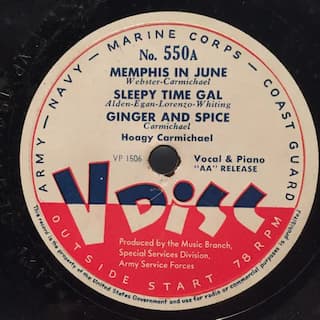 ARMY — NAVY — MARINE CORPS — COAST GUARD
No. 550A
MEMPHIS IN JUNE
Webster-Carmichael
SLEEPY TIME GAL
Alden-Egan-Lorenzo-Whiting
GINGER AND SPICE
Carmichael
Hoagy Carmichael
VP 1506
Vocal & Piano
"AA" RELEASE
V DISC
OUTSIDE START 78 RPM
Produced by the Music Branch,
Special Services Division,
Army Service Forces
This record is the property of the United States Government and use for radio or commercial purposes is prohibited.